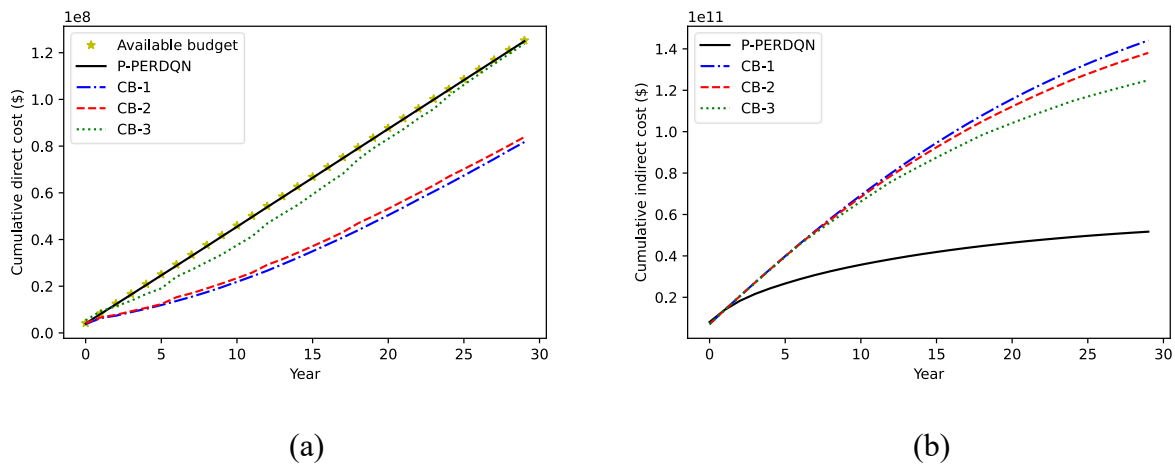 1e8
Cumulative direct cost ($)
1.2
1.0
0.8
0.6
0.4
0.2
0.0
Available budget
P-PERDQN
CB-1
CB-2
CB-3
0 5 10 15 20 25 30
Year
(a)
1e11
Cumulative indirect cost ($)
1.4
1.2
1.0
0.8
0.6
0.4
0.2
P-PERDQN
CB-1
CB-2
CB-3
0 5 10 15 20 25 30
Year
(b)